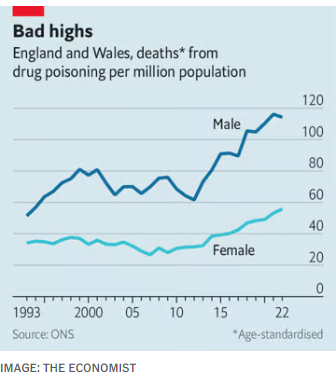 Bad highs
England and Wales, deaths* from
drug poisoning per million population
120
Male
100
80
60
40
Female
20
0
1993 2000 05 10 15 22
Source: ONS *Age-standardised
IMAGE: THE ECONOMIST